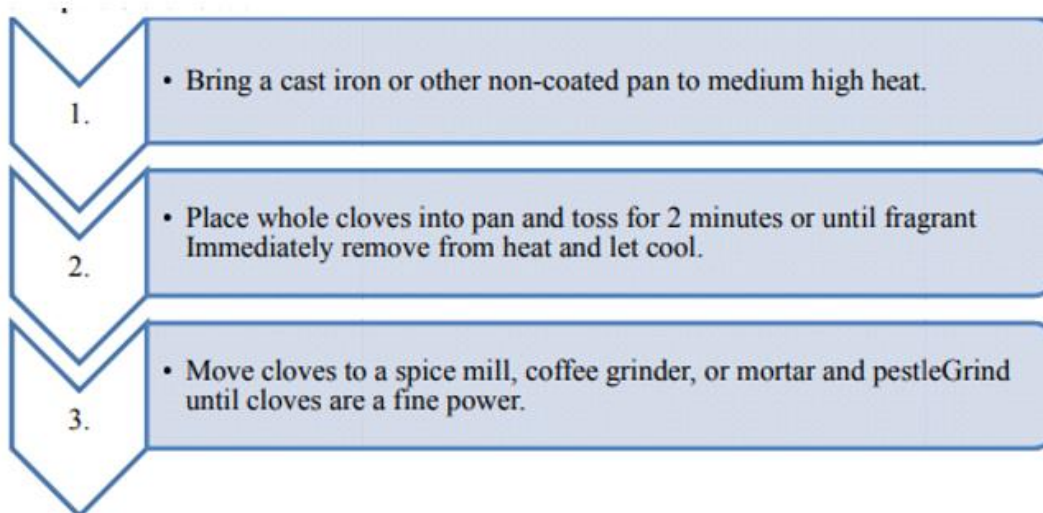 1.
• Bring a cast iron or other non-coated pan to medium high heat.
2.
• Place whole cloves into pan and toss for 2 minutes or until fragrant
Immediately remove from heat and let cool.
3.
• Move cloves to a spice mill, coffee grinder, or mortar and pestleGrind
until cloves are a fine power.